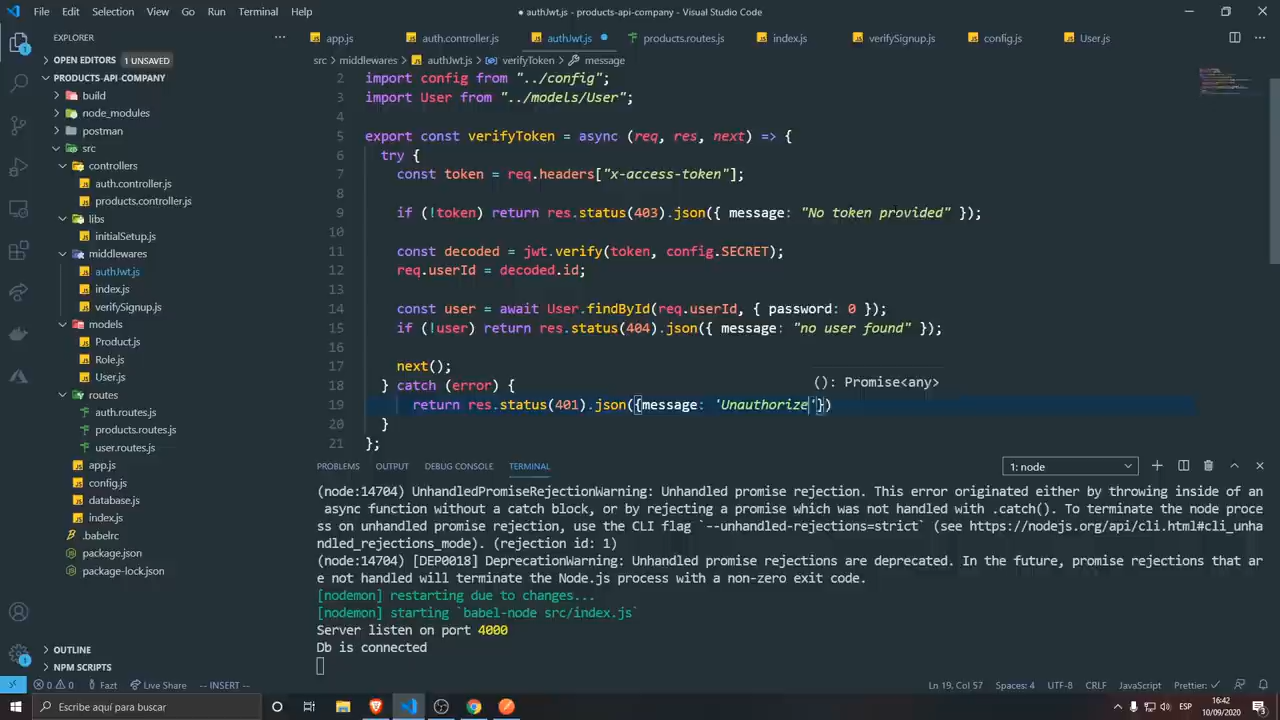 File Edit Selection View Go Run Terminal Help
● authJwt.js - products-api-company - Visual Studio Code
EXPLORER ...
app.js auth.controller.js authJwt.js ● products.routes.js index.js verifySignup.js config.js User.js
OPEN EDITORS 1 UNSAVED
src > middlewares > authJwt.js > verifyToken > message
PRODUCTS-API-COMPANY
build
node_modules
postman
src
controllers
auth.controller.js
products.controller.js
libs
initialSetup.js
middlewares
authJwt.js
index.js
verifySignup.js
models
Product.js
Role.js
User.js
routes
auth.routes.js
products.routes.js
user.routes.js
app.js
config.js
database.js
index.js
.babelrc
package.json
package-lock.json
OUTLINE
NPM SCRIPTS
2 import config from "../config";
3 import User from "../models/User";
4
5 export const verifyToken = async (req, res, next) => {
6 try {
7 const token = req.headers["x-access-token"];
8
9 if (!token) return res.status(403).json({ message: "No token provided" });
10
11 const decoded = jwt.verify(token, config.SECRET);
12 req.userId = decoded.id;
13
14 const user = await User.findById(req.userId, { password: 0 });
15 if (!user) return res.status(404).json({ message: "no user found" });
16
17 next();
18 } catch (error) {
(): Promise<any>
19 return res.status(401).json({message: 'Unauthorize'})
20 }
21 };
PROBLEMS OUTPUT DEBUG CONSOLE TERMINAL 1: node
(node:14704) UnhandledPromiseRejectionWarning: Unhandled promise rejection. This error originated either by throwing inside of
an async function without a catch block, or by rejecting a promise which was not handled with .catch(). To terminate the node proce
ss on unhandled promise rejection, use the CLI flag `--unhandled-rejections=strict` (see https://nodejs.org/api/cli.html#cli_unha
ndled_rejections_mode). (rejection id: 1)
(node:14704) [DEP0018] DeprecationWarning: Unhandled promise rejections are deprecated. In the future, promise rejections that ar
e not handled will terminate the Node.js process with a non-zero exit code.
[nodemon] restarting due to changes...
[nodemon] starting `babel-node src/index.js`
Server listen on port 4000
Db is connected
0 0 Fazt Live Share -- INSERT -- Ln 19, Col 57 Spaces: 4 UTF-8 CRLF JavaScript Prettier: ✓
Escribe aquí para buscar ESP 16:42
10/09/2020 3